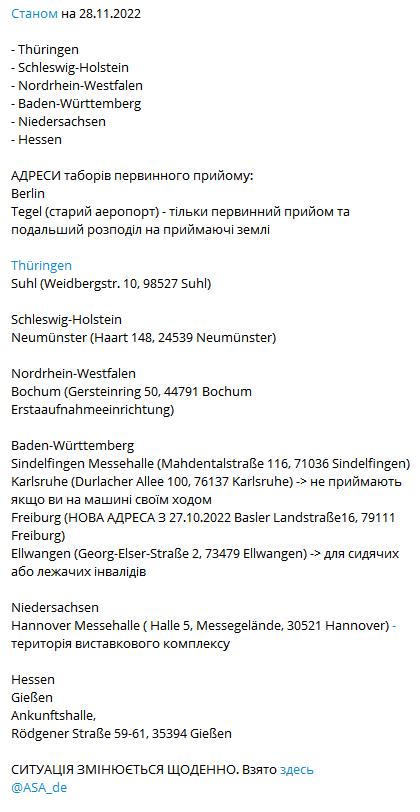 Станом на 28.11.2022
- Thüringen
- Schleswig-Holstein
- Nordrhein-Westfalen
- Baden-Württemberg
- Niedersachsen
- Hessen
АДРЕСИ таборів первинного прийому:
Berlin
Tegel (старий аеропорт) - тільки первинний прийом та
подальший розподіл на приймаючі землі
Thüringen
Suhl (Weidbergstr. 10, 98527 Suhl)
Schleswig-Holstein
Neumünster (Haart 148, 24539 Neumünster)
Nordrhein-Westfalen
Bochum (Gersteinring 50, 44791 Bochum
Erstaaufnahmeeinrichtung)
Baden-Württemberg
Sindelfingen Messehalle (Mahdentalstraße 116, 71036 Sindelfingen)
Karlsruhe (Durlacher Allee 100, 76137 Karlsruhe) -> не приймають
якщо ви на машині своїм ходом
Freiburg (НОВА АДРЕСА З 27.10.2022 Basler Landstraße16, 79111
Freiburg)
Ellwangen (Georg-Elser-Straße 2, 73479 Ellwangen) -> для сидячих
або лежачих інвалідів
Niedersachsen
Hannover Messehalle ( Halle 5, Messegelände, 30521 Hannover) -
територія виставкового комплексу
Hessen
Gießen
Ankunftshalle,
Rödgener Straße 59-61, 35394 Gießen
СИТУАЦІЯ ЗМІНЮЄТЬСЯ ЩОДЕННО. Взято здесь
@ASA_de